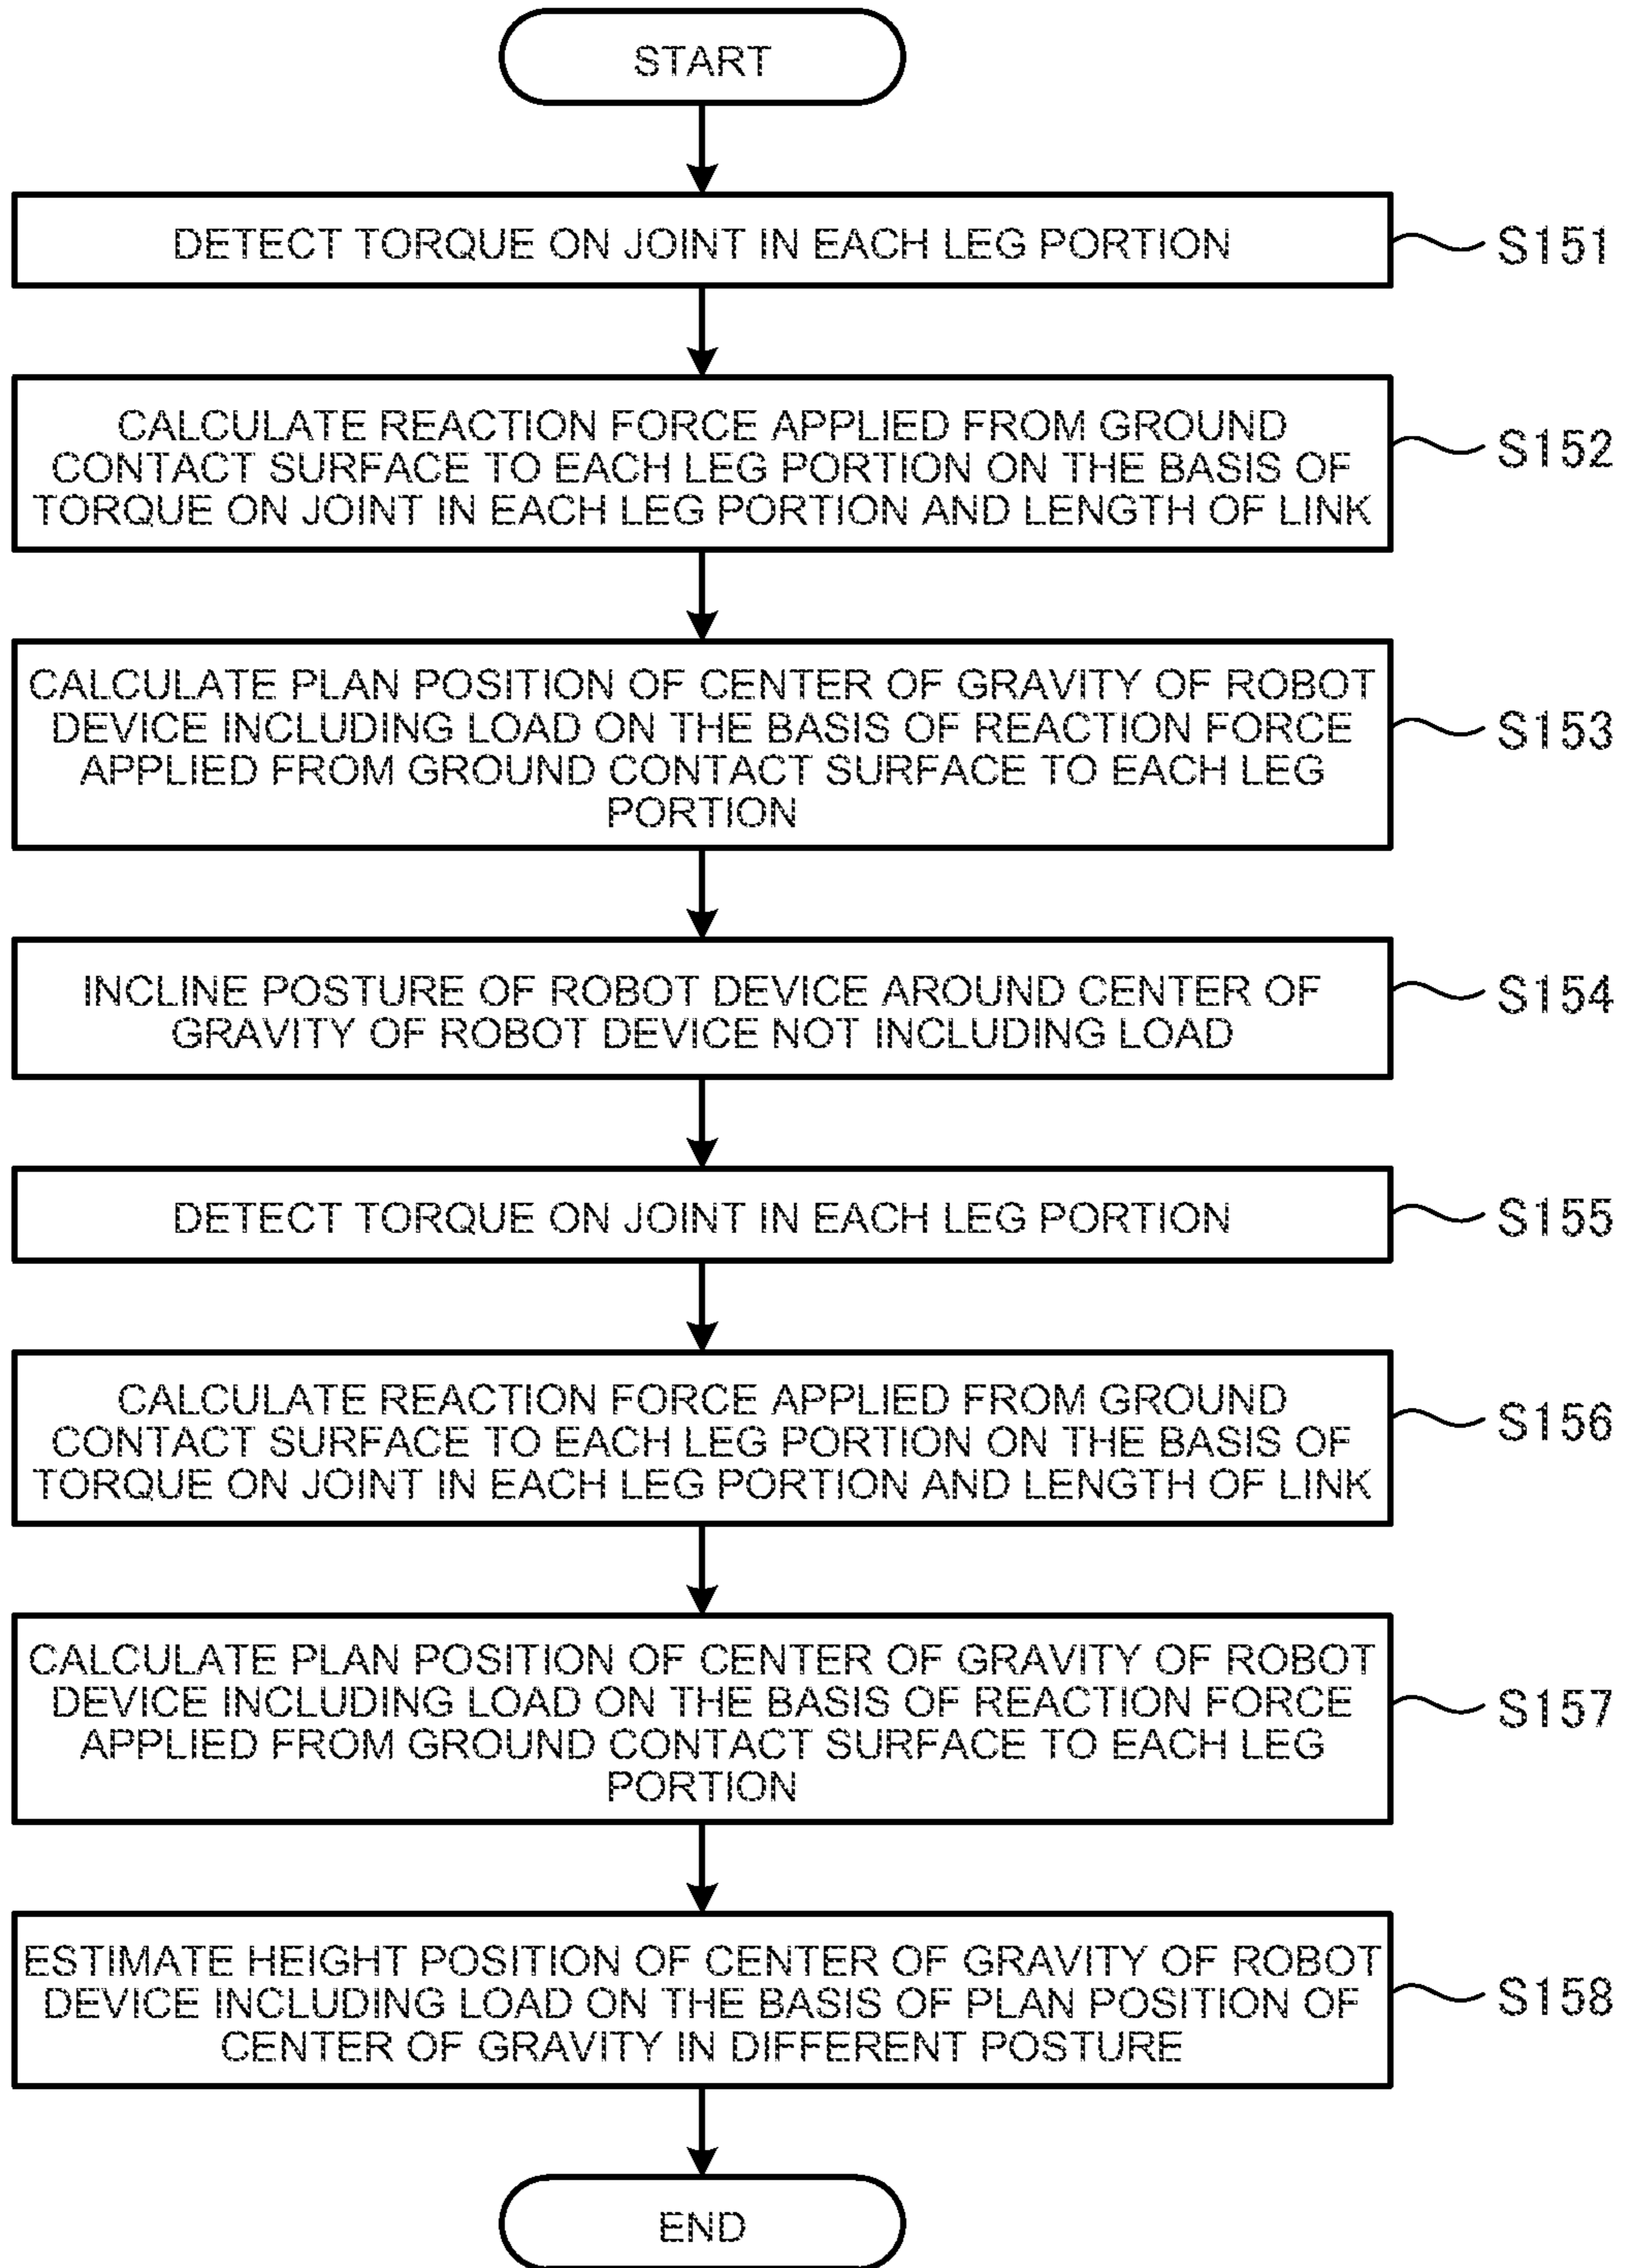 START
DETECT TORQUE ON JOINT IN EACH LEG PORTION
S151
CALCULATE REACTION FORCE APPLIED FROM GROUND
CONTACT SURFACE TO EACH LEG PORTION ON THE BASIS OF
TORQUE ON JOINT IN EACH LEG PORTION AND LENGTH OF LINK
S152
CALCULATE PLAN POSITION OF CENTER OF GRAVITY OF ROBOT
DEVICE INCLUDING LOAD ON THE BASIS OF REACTION FORCE
APPLIED FROM GROUND CONTACT SURFACE TO EACH LEG
PORTION
S153
INCLINE POSTURE OF ROBOT DEVICE AROUND CENTER OF
GRAVITY OF ROBOT DEVICE NOT INCLUDING LOAD
S154
DETECT TORQUE ON JOINT IN EACH LEG PORTION
S155
CALCULATE REACTION FORCE APPLIED FROM GROUND
CONTACT SURFACE TO EACH LEG PORTION ON THE BASIS OF
TORQUE ON JOINT IN EACH LEG PORTION AND LENGTH OF LINK
S156
CALCULATE PLAN POSITION OF CENTER OF GRAVITY OF ROBOT
DEVICE INCLUDING LOAD ON THE BASIS OF REACTION FORCE
APPLIED FROM GROUND CONTACT SURFACE TO EACH LEG
PORTION
S157
ESTIMATE HEIGHT POSITION OF CENTER OF GRAVITY OF ROBOT
DEVICE INCLUDING LOAD ON THE BASIS OF PLAN POSITION OF
CENTER OF GRAVITY IN DIFFERENT POSTURE
S158
END